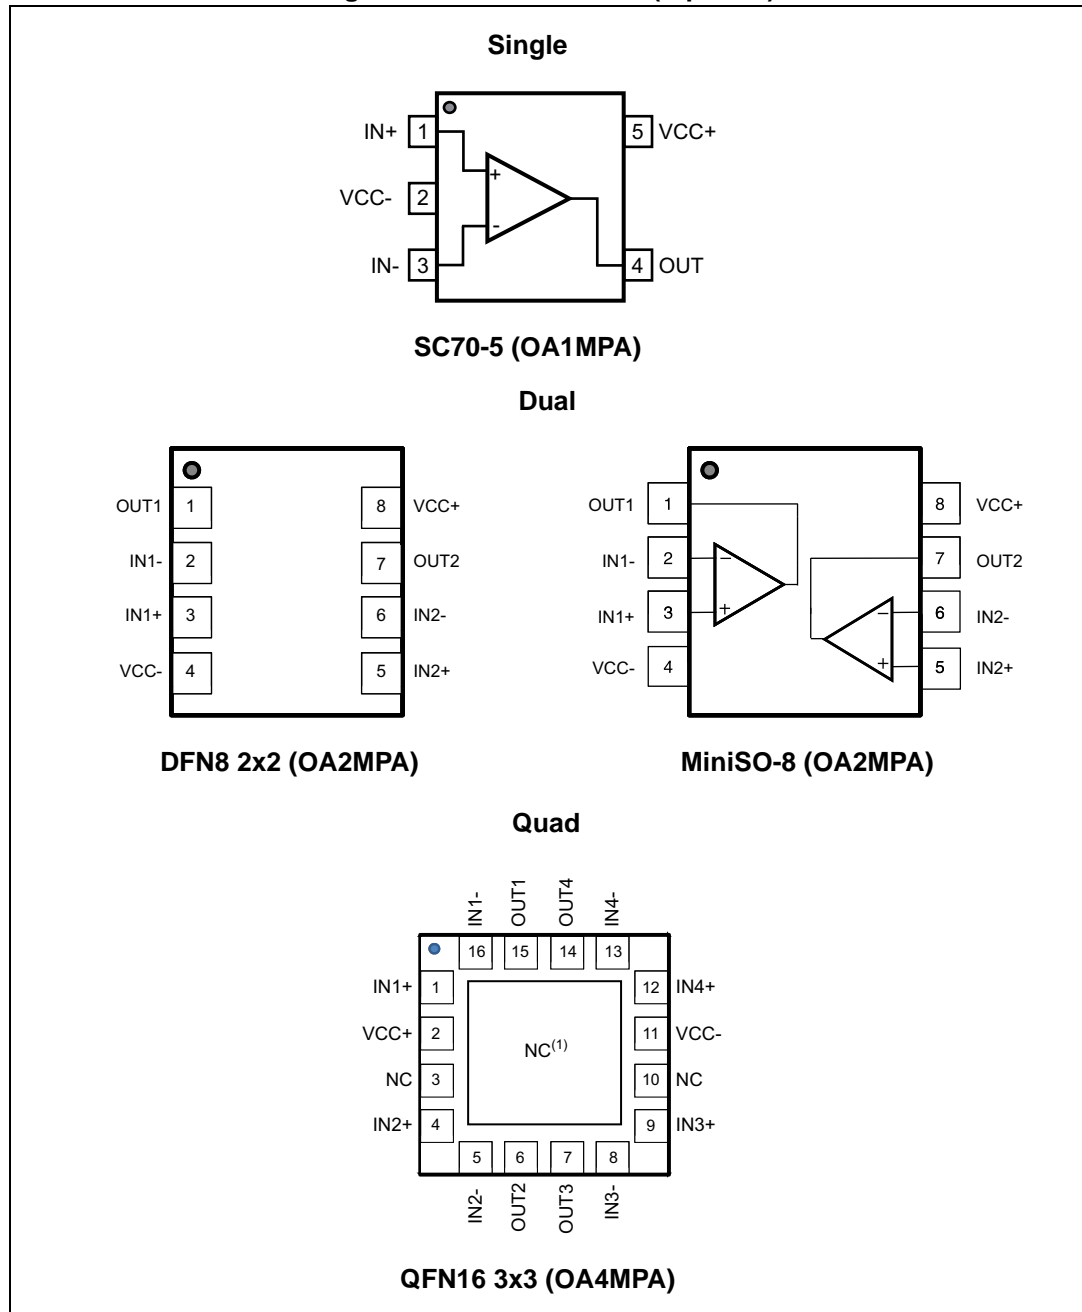 Single
IN+ 1 5 VCC+
+
VCC- 2
-
IN- 3 4 OUT
SC70-5 (OA1MPA)
Dual
OUT1 1 8 VCC+
IN1- 2 7 OUT2
IN1+ 3 6 IN2-
VCC- 4 5 IN2+
DFN8 2x2 (OA2MPA)
OUT1 1 8 VCC+
IN1- 2 − 7 OUT2
IN1+ 3 + − 6 IN2-
VCC- 4 + 5 IN2+
MiniSO-8 (OA2MPA)
Quad
IN1- OUT1 OUT4 IN4-
16 15 14 13
IN1+ 1 12 IN4+
VCC+ 2 11 VCC-
NC(1)
NC 3 10 NC
IN2+ 4 9 IN3+
5 6 7 8
IN2- OUT2 OUT3 IN3-
QFN16 3x3 (OA4MPA)